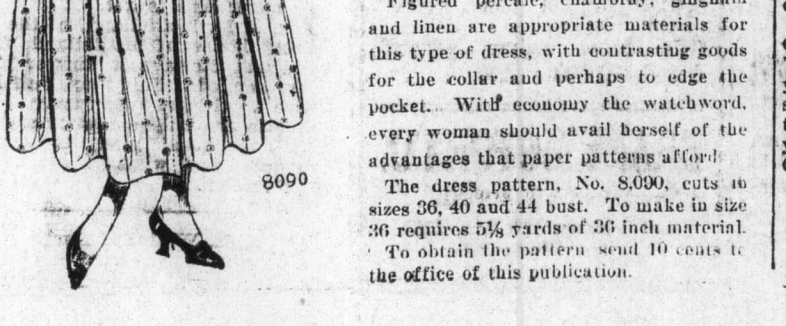 8090
Figured percale, chambray, gingham
and linen are appropriate materials for
this type of dress, with contrasting goods
for the collar and perhaps to edge the
pocket. With economy the watchword,
every woman should avail herself of the
advantages that paper patterns afford
The dress pattern, No. 8,090, cuts in
sizes 36, 40 and 44 bust. To make in size
36 requires 5⅛ yards of 36 inch material.
To obtain the pattern send 10 cents to
the office of this publication.